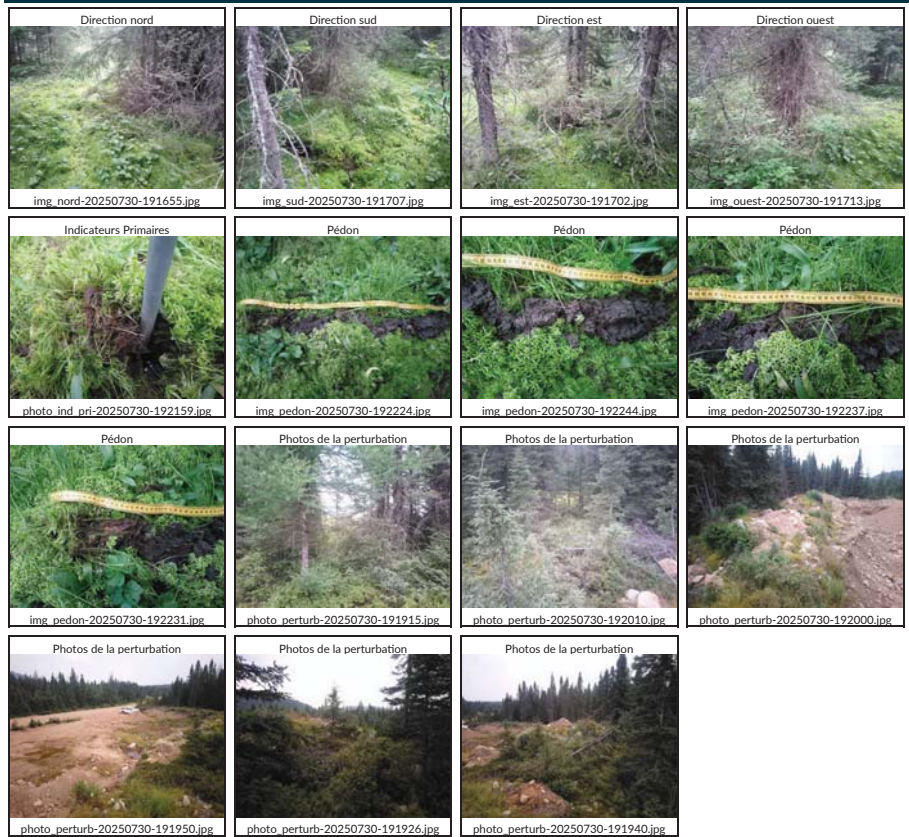 Direction nord
Direction sud
Direction est
Direction ouest
img_nord-20250730-191655.jpg
img_sud-20250730-191707.jpg
img_est-20250730-191702.jpg
img_ouest-20250730-191713.jpg
Indicateurs Primaires
Pédon
Pédon
Pédon
photo_ind_pri-20250730-192159.jpg
img_pedon-20250730-192224.jpg
img_pedon-20250730-192244.jpg
img_pedon-20250730-192237.jpg
Pédon
Photos de la perturbation
Photos de la perturbation
Photos de la perturbation
img_pedon-20250730-192231.jpg
photo_perturb-20250730-191915.jpg
photo_perturb-20250730-192010.jpg
photo_perturb-20250730-192000.jpg
Photos de la perturbation
Photos de la perturbation
Photos de la perturbation
photo_perturb-20250730-191950.jpg
photo_perturb-20250730-191926.jpg
photo_perturb-20250730-191940.jpg